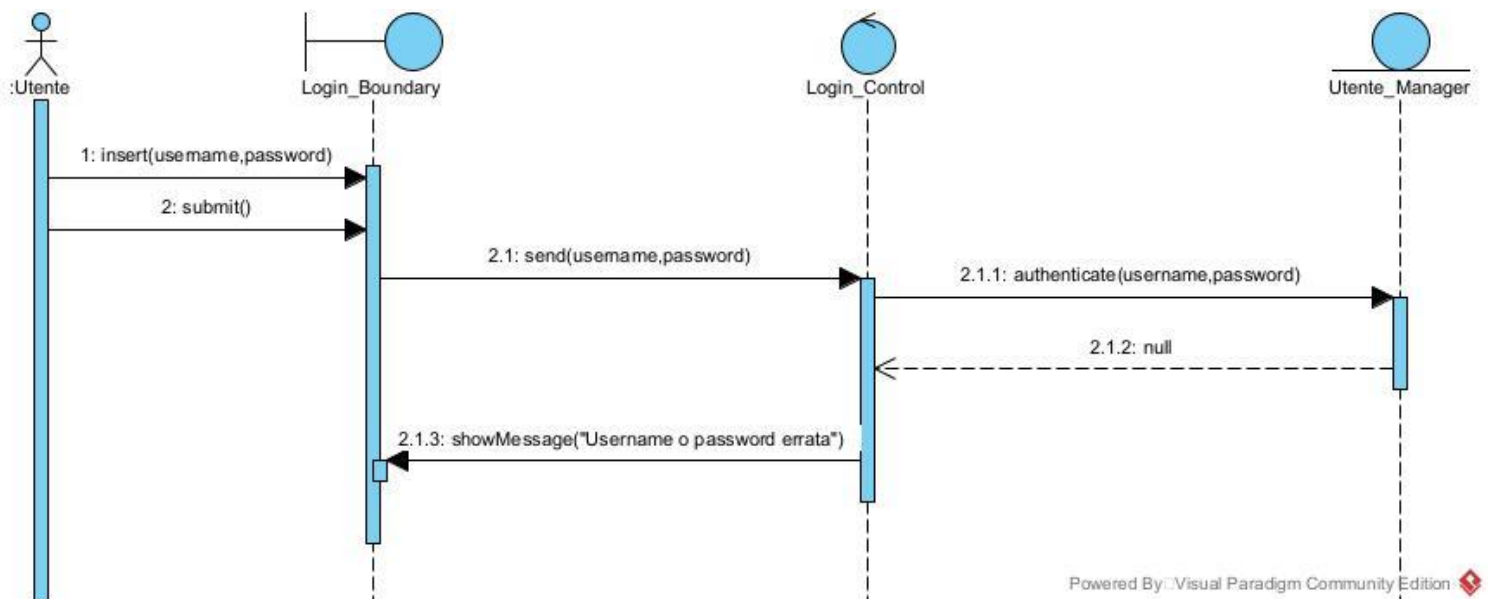 :Utente
Login_Boundary
Login_Control
Utente_Manager
1: insert(username,password)
2: submit()
2.1: send(username,password)
2.1.1: authenticate(username,password)
2.1.2: null
2.1.3: showMessage("Username o password errata")
Powered By Visual Paradigm Community Edition